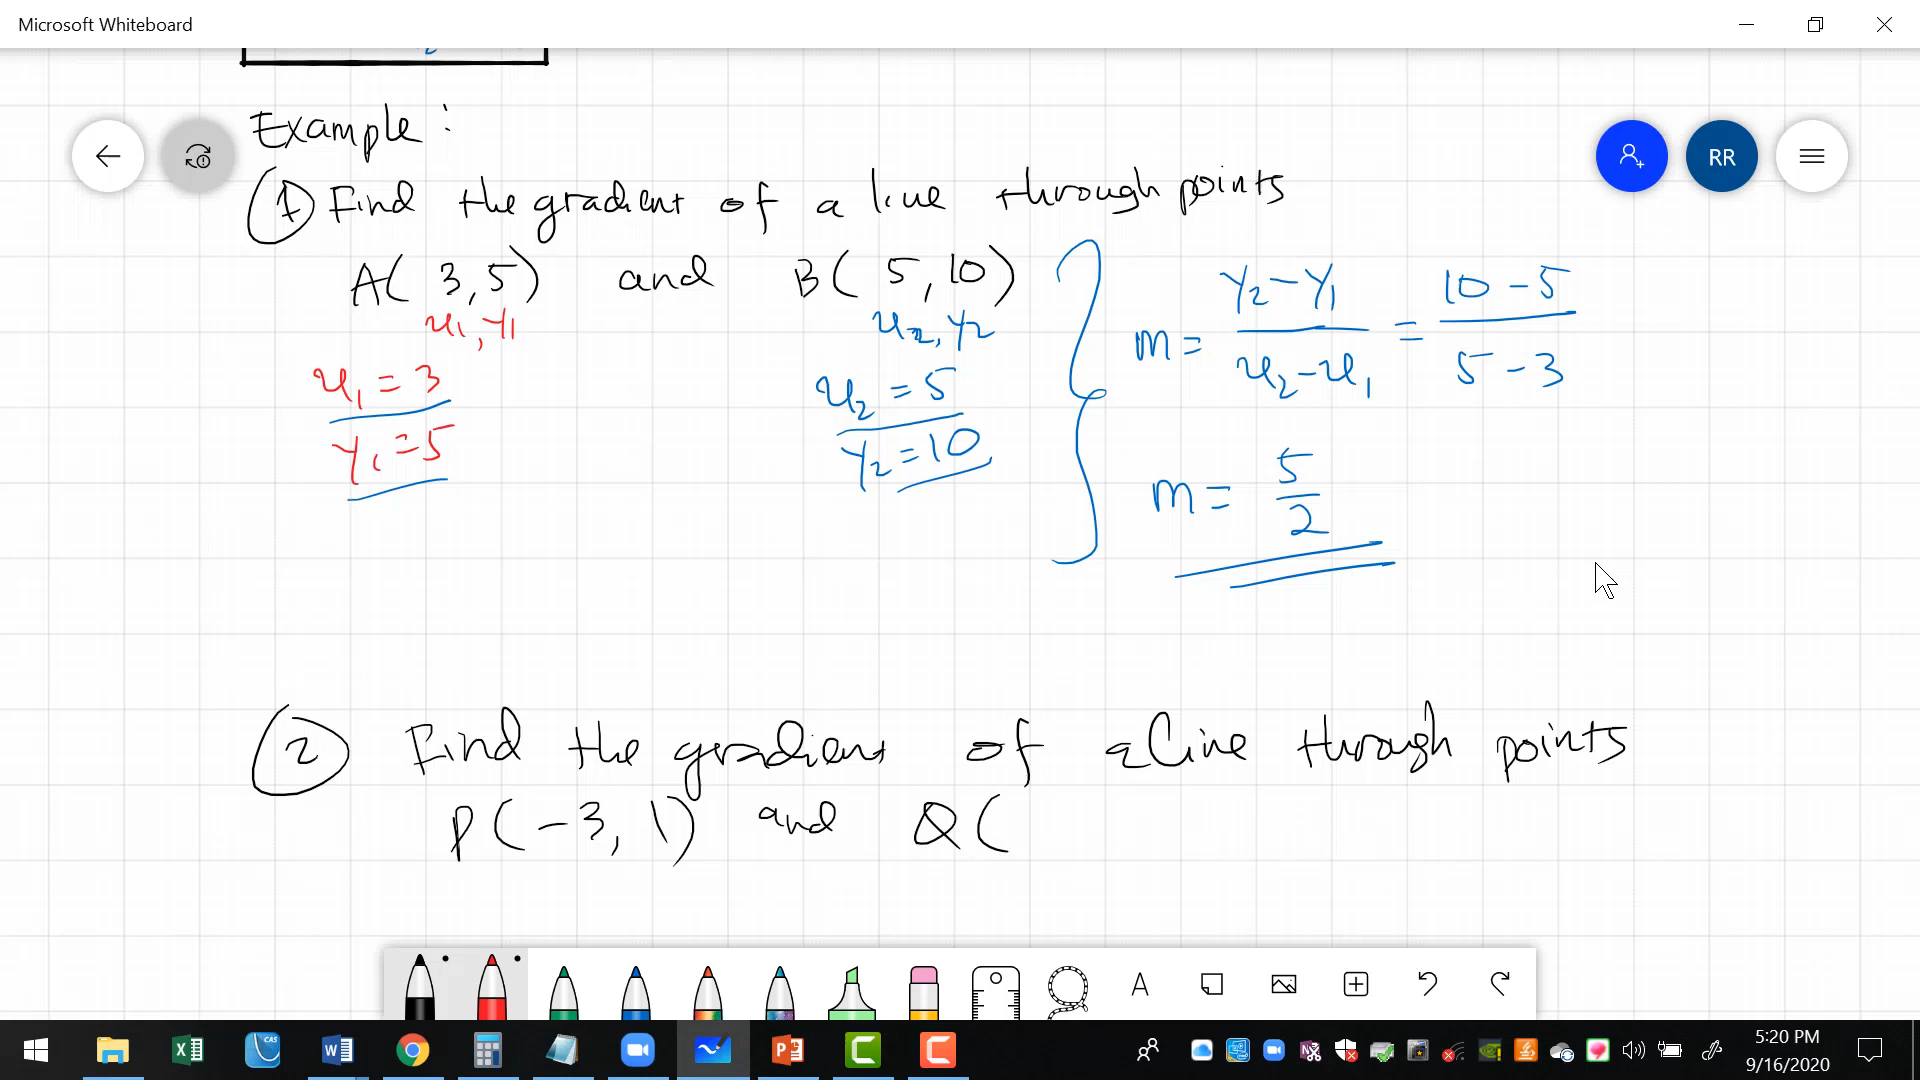 Microsoft Whiteboard
2
Example:
① Find the gradient of a line through points
A( 3, 5) and B( 5, 10)
x₁, y₁ x₂, y₂
x₁ = 3 x₂ = 5
y₁ = 5 y₂ = 10
m = (y₂ - y₁)/(x₂ - x₁) = (10 - 5)/(5 - 3)
m = 5/2
RR
② Find the gradient of a line through points
P( -3, 1) and Q(
A
CAS
5:20 PM
9/16/2020